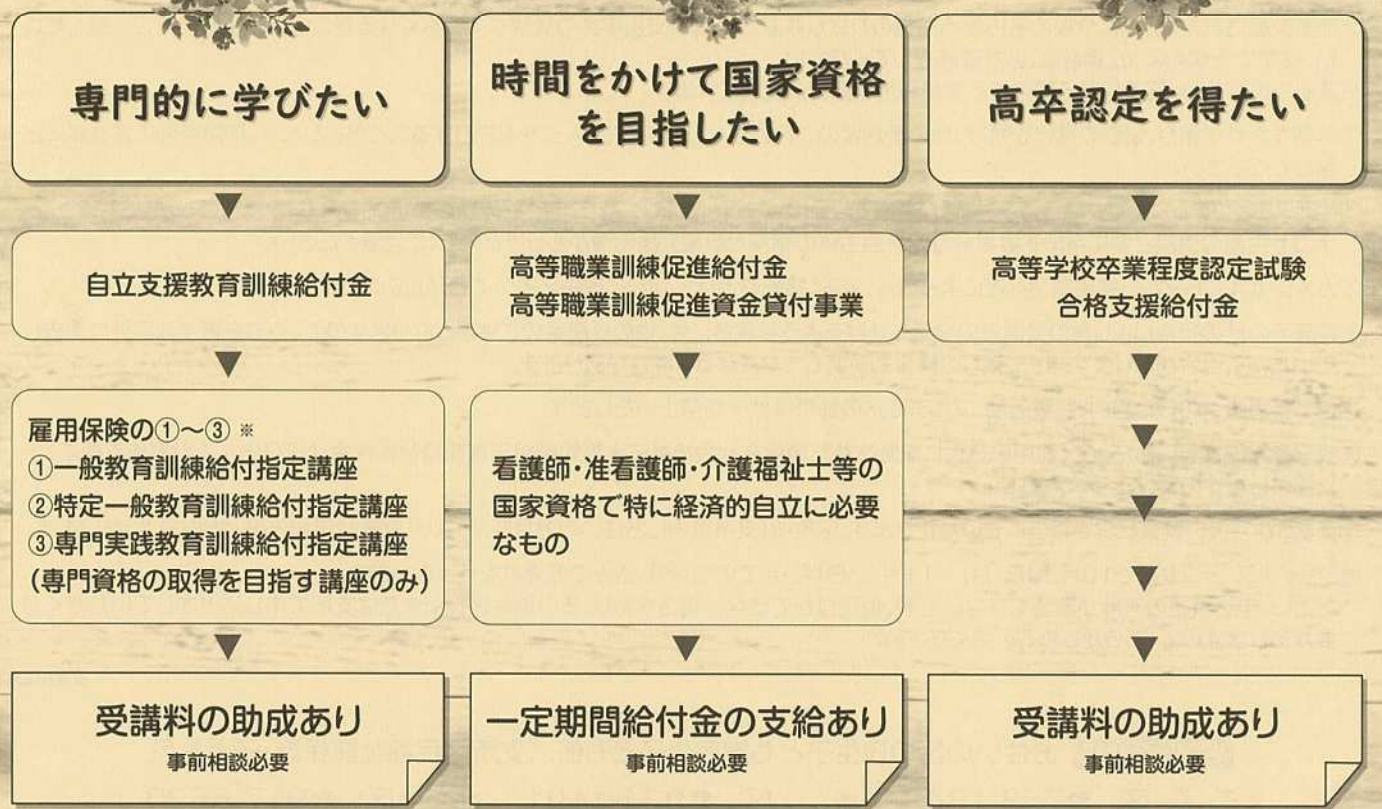 専門的に学びたい
自立支援教育訓練給付金
雇用保険の①～③ ※
①一般教育訓練給付指定講座
②特定一般教育訓練給付指定講座
③専門実践教育訓練給付指定講座
(専門資格の取得を目指す講座のみ)
受講料の助成あり
事前相談必要
時間をかけて国家資格
を目指したい
高等職業訓練促進給付金
高等職業訓練促進資金貸付事業
看護師・准看護師・介護福祉士等の
国家資格で特に経済的自立に必要
なもの
一定期間給付金の支給あり
事前相談必要
高卒認定を得たい
高等学校卒業程度認定試験
合格支援給付金
受講料の助成あり
事前相談必要